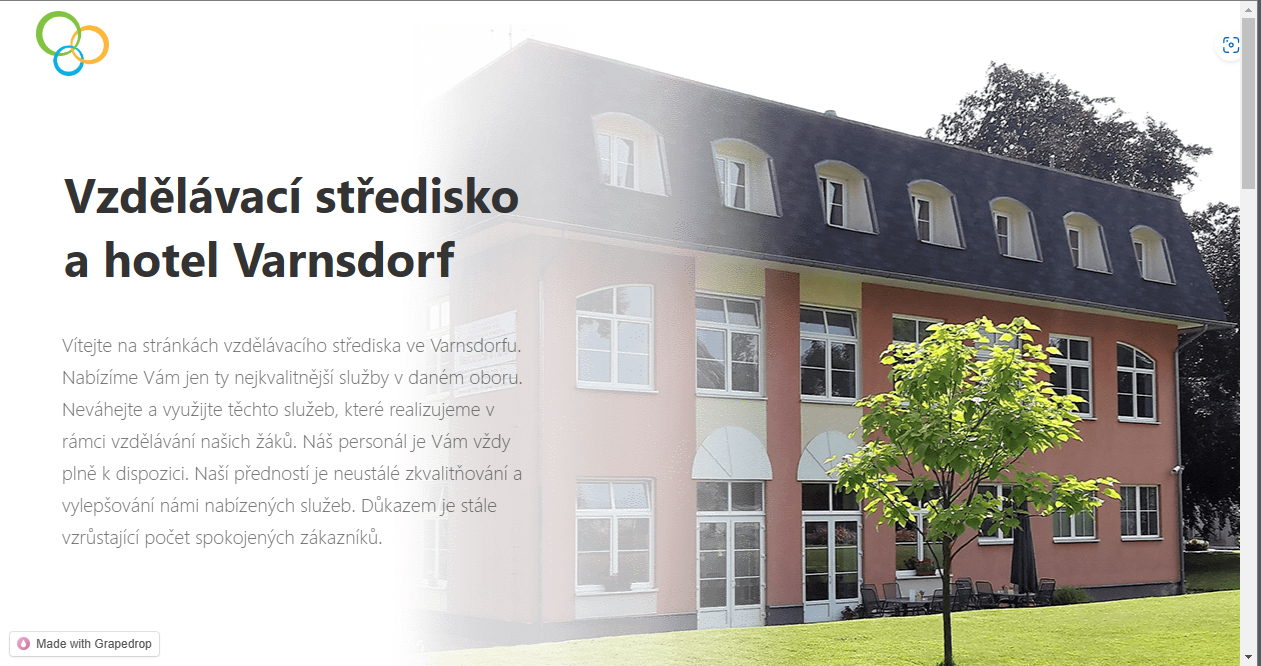 Vzdělávací středisko
a hotel Varnsdorf
Vítejte na stránkách vzdělávacího střediska ve Varnsdorfu.
Nabízíme Vám jen ty nejkvalitnější služby v daném oboru.
Neváhejte a využijte těchto služeb, které realizujeme v
rámci vzdělávání našich žáků. Náš personál je Vám vždy
plně k dispozici. Naší předností je neustálé zkvalitňování a
vylepšování námi nabízených služeb. Důkazem je stále
vzrůstající počet spokojených zákazníků.
Made with Grapedrop